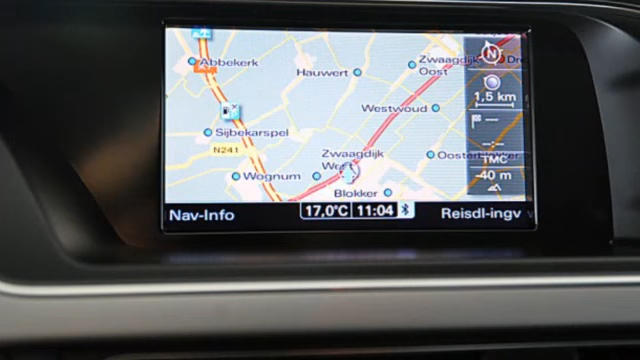 Abbekerk
Hauwert
Zwaagdijk
Oost
1,5 km
Westwoud
Sijbekarspel
N241
Zwaagdijk
TMC
Wognum
-40 m
Blokker
Nav-Info
17,0°C
11:04
Reisdl-ingv